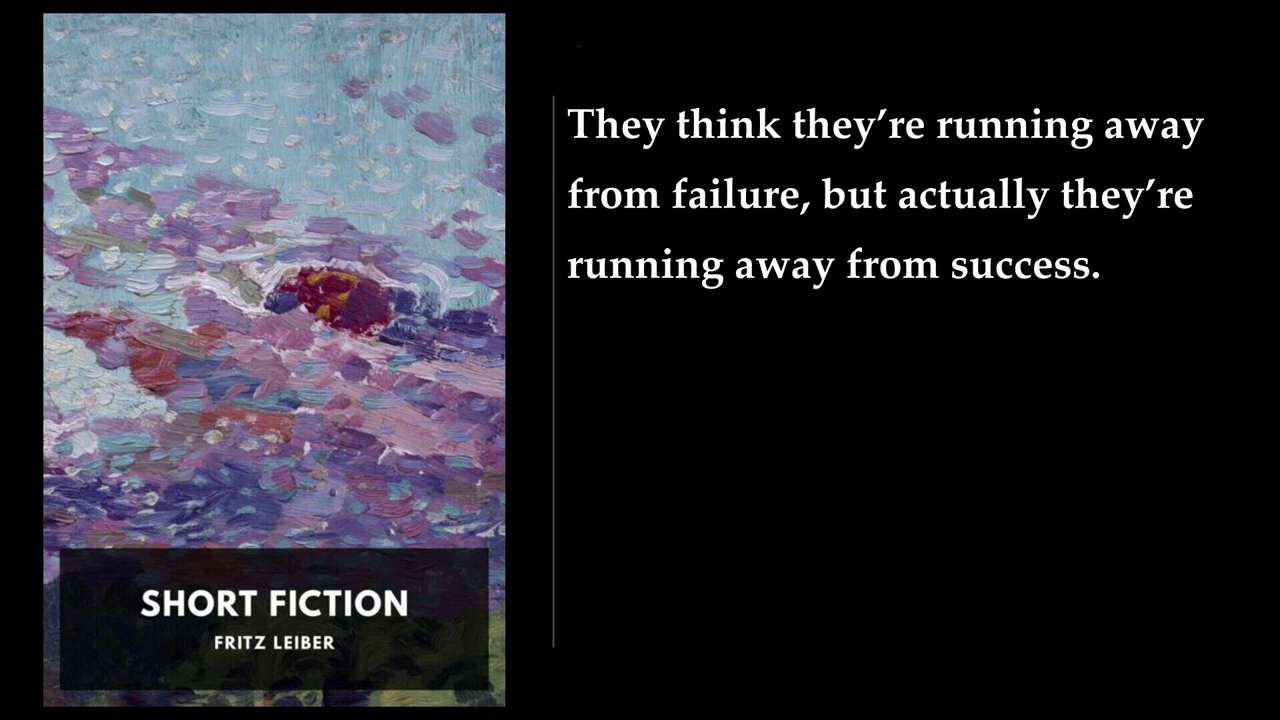 They think they’re running away
from failure, but actually they’re
running away from success.
SHORT FICTION
FRITZ LEIBER